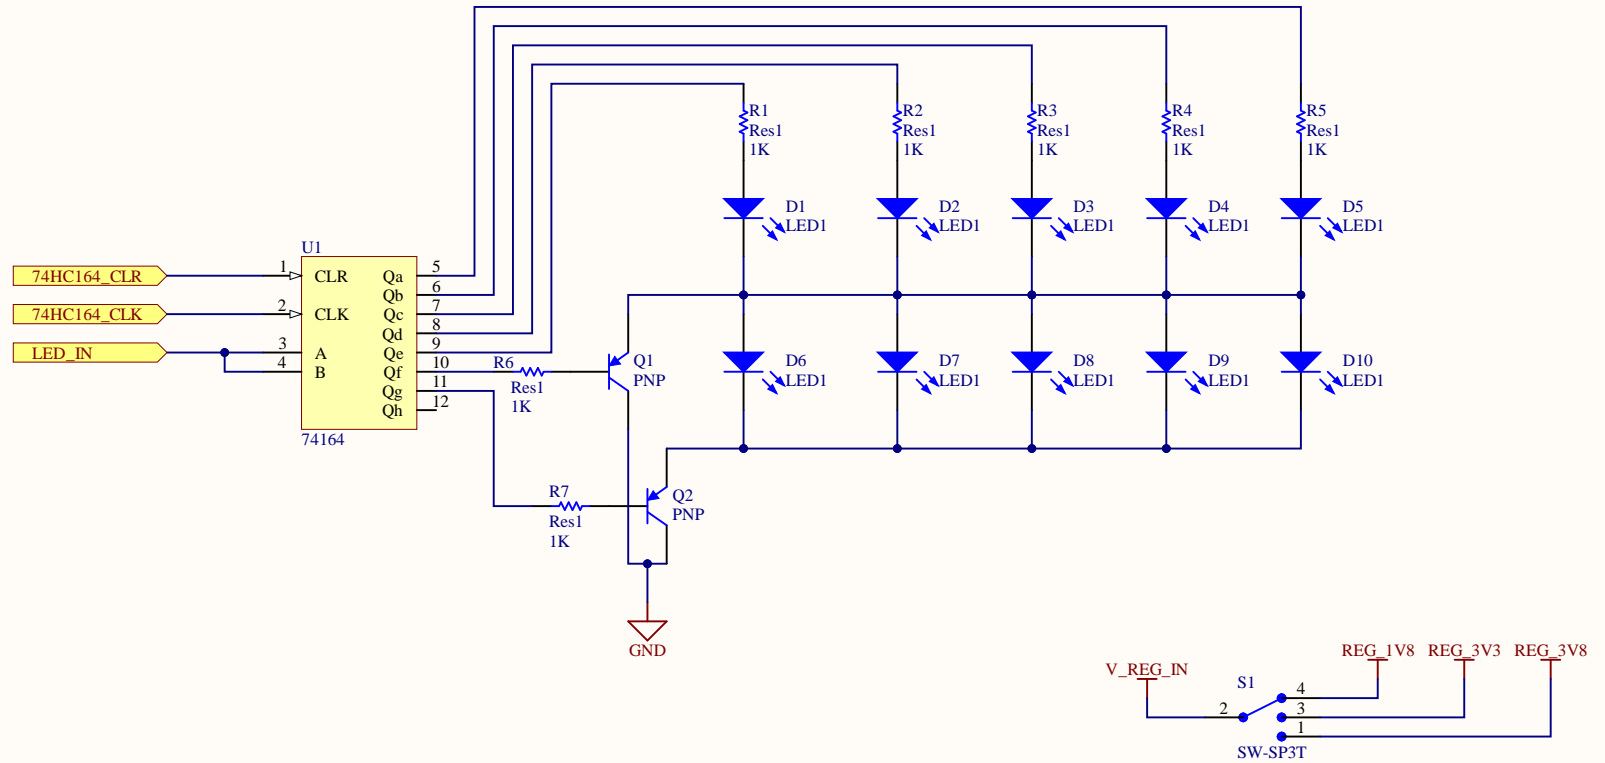 R1
Res1
1K
R2
Res1
1K
R3
Res1
1K
R4
Res1
1K
R5
Res1
1K
D1
LED1
D2
LED1
D3
LED1
D4
LED1
D5
LED1
U1
74HC164_CLR
74HC164_CLK
LED_IN
1
2
3
4
CLR
CLK
A
B
Qa
Qb
Qc
Qd
Qe
Qf
Qg
Qh
5
6
7
8
9
10
11
12
74164
R6
Res1
1K
Q1
PNP
D6
LED1
D7
LED1
D8
LED1
D9
LED1
D10
LED1
R7
Res1
1K
Q2
PNP
GND
V_REG_IN
REG_1V8
REG_3V3
REG_3V8
S1
2
4
3
1
SW-SP3T